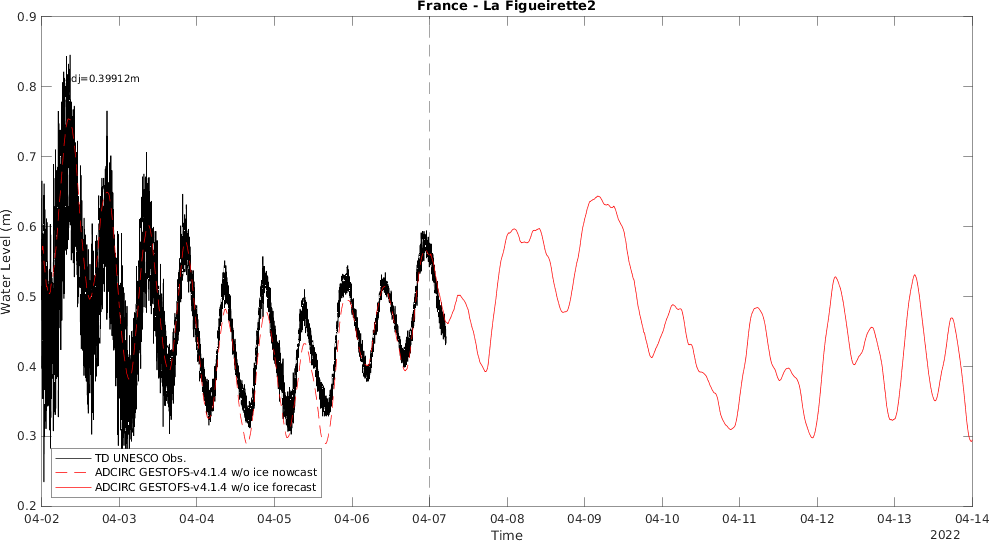 France - La Figueirette2
0.9
0.8
0.7
0.6
0.5
0.4
0.3
0.2
Water Level (m)
dj=0.39912m
TD UNESCO Obs.
ADCIRC GESTOFS-v4.1.4 w/o ice nowcast
ADCIRC GESTOFS-v4.1.4 w/o ice forecast
04-02 04-03 04-04 04-05 04-06 04-07 04-08 04-09 04-10 04-11 04-12 04-13 04-14
Time
2022